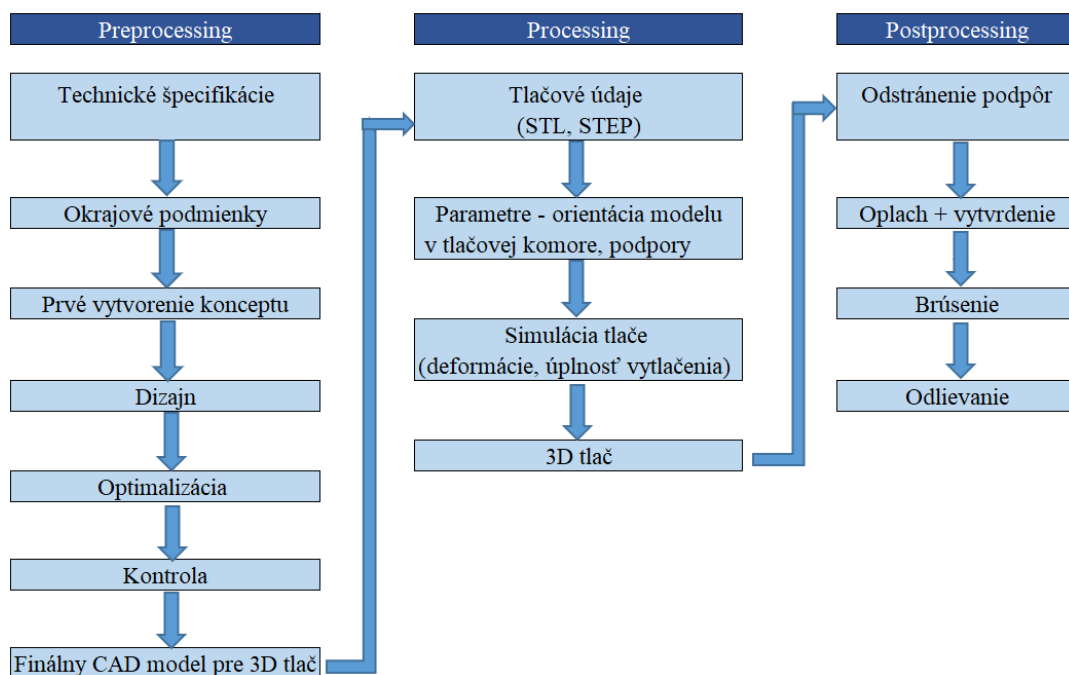 Preprocessing
Technické špecifikácie
Okrajové podmienky
Prvé vytvorenie konceptu
Dizajn
Optimalizácia
Kontrola
Finálny CAD model pre 3D tlač
Processing
Tlačové údaje
(STL, STEP)
Parametre - orientácia modelu
v tlačovej komore, podpory
Simulácia tlače
(deformácie, úplnosť vytlačenia)
3D tlač
Postprocessing
Odstránenie podpôr
Oplach + vytvrdenie
Brúsenie
Odlievanie